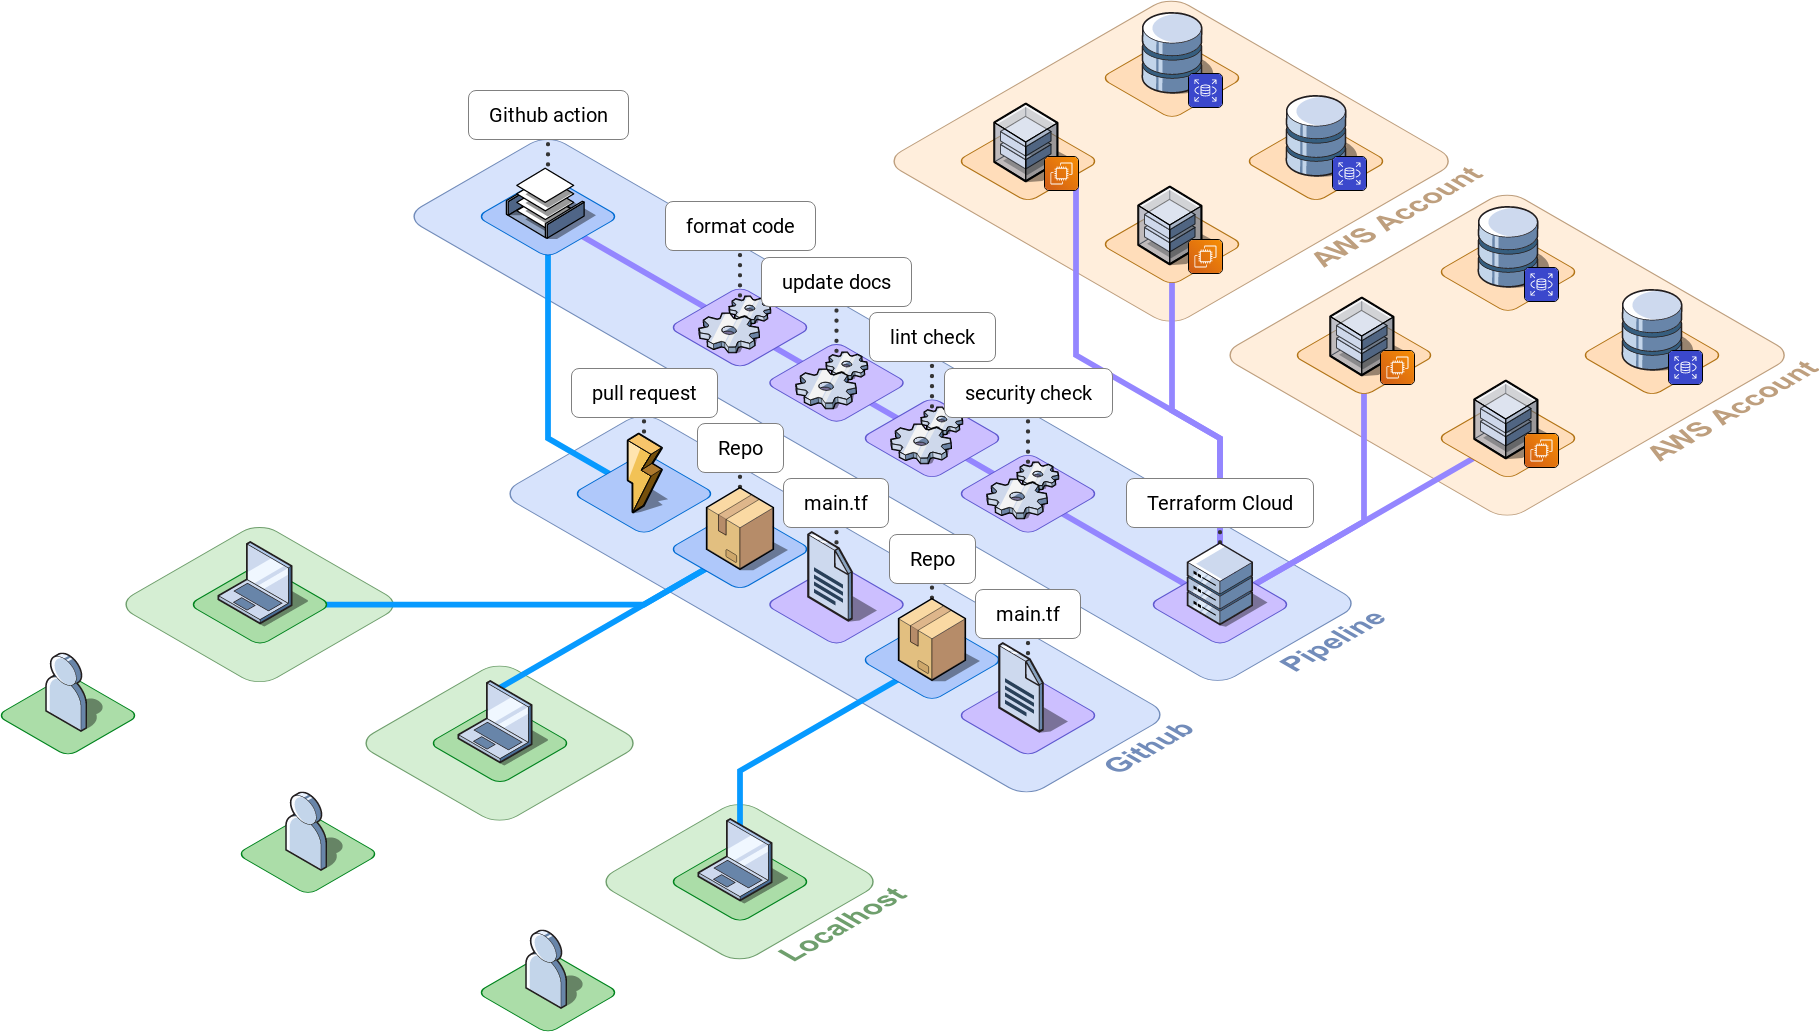 Github action
format code
update docs
lint check
pull request
security check
Repo
main.tf
Terraform Cloud
Repo
main.tf
AWS Account
AWS Account
Pipeline
Github
Localhost